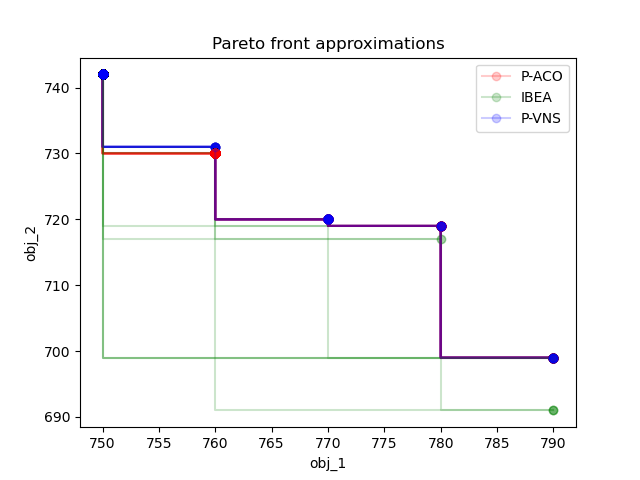 Pareto front approximations
P-ACO
IBEA
P-VNS
740
730
720
710
700
690
obj_2
750 755 760 765 770 775 780 785 790
obj_1